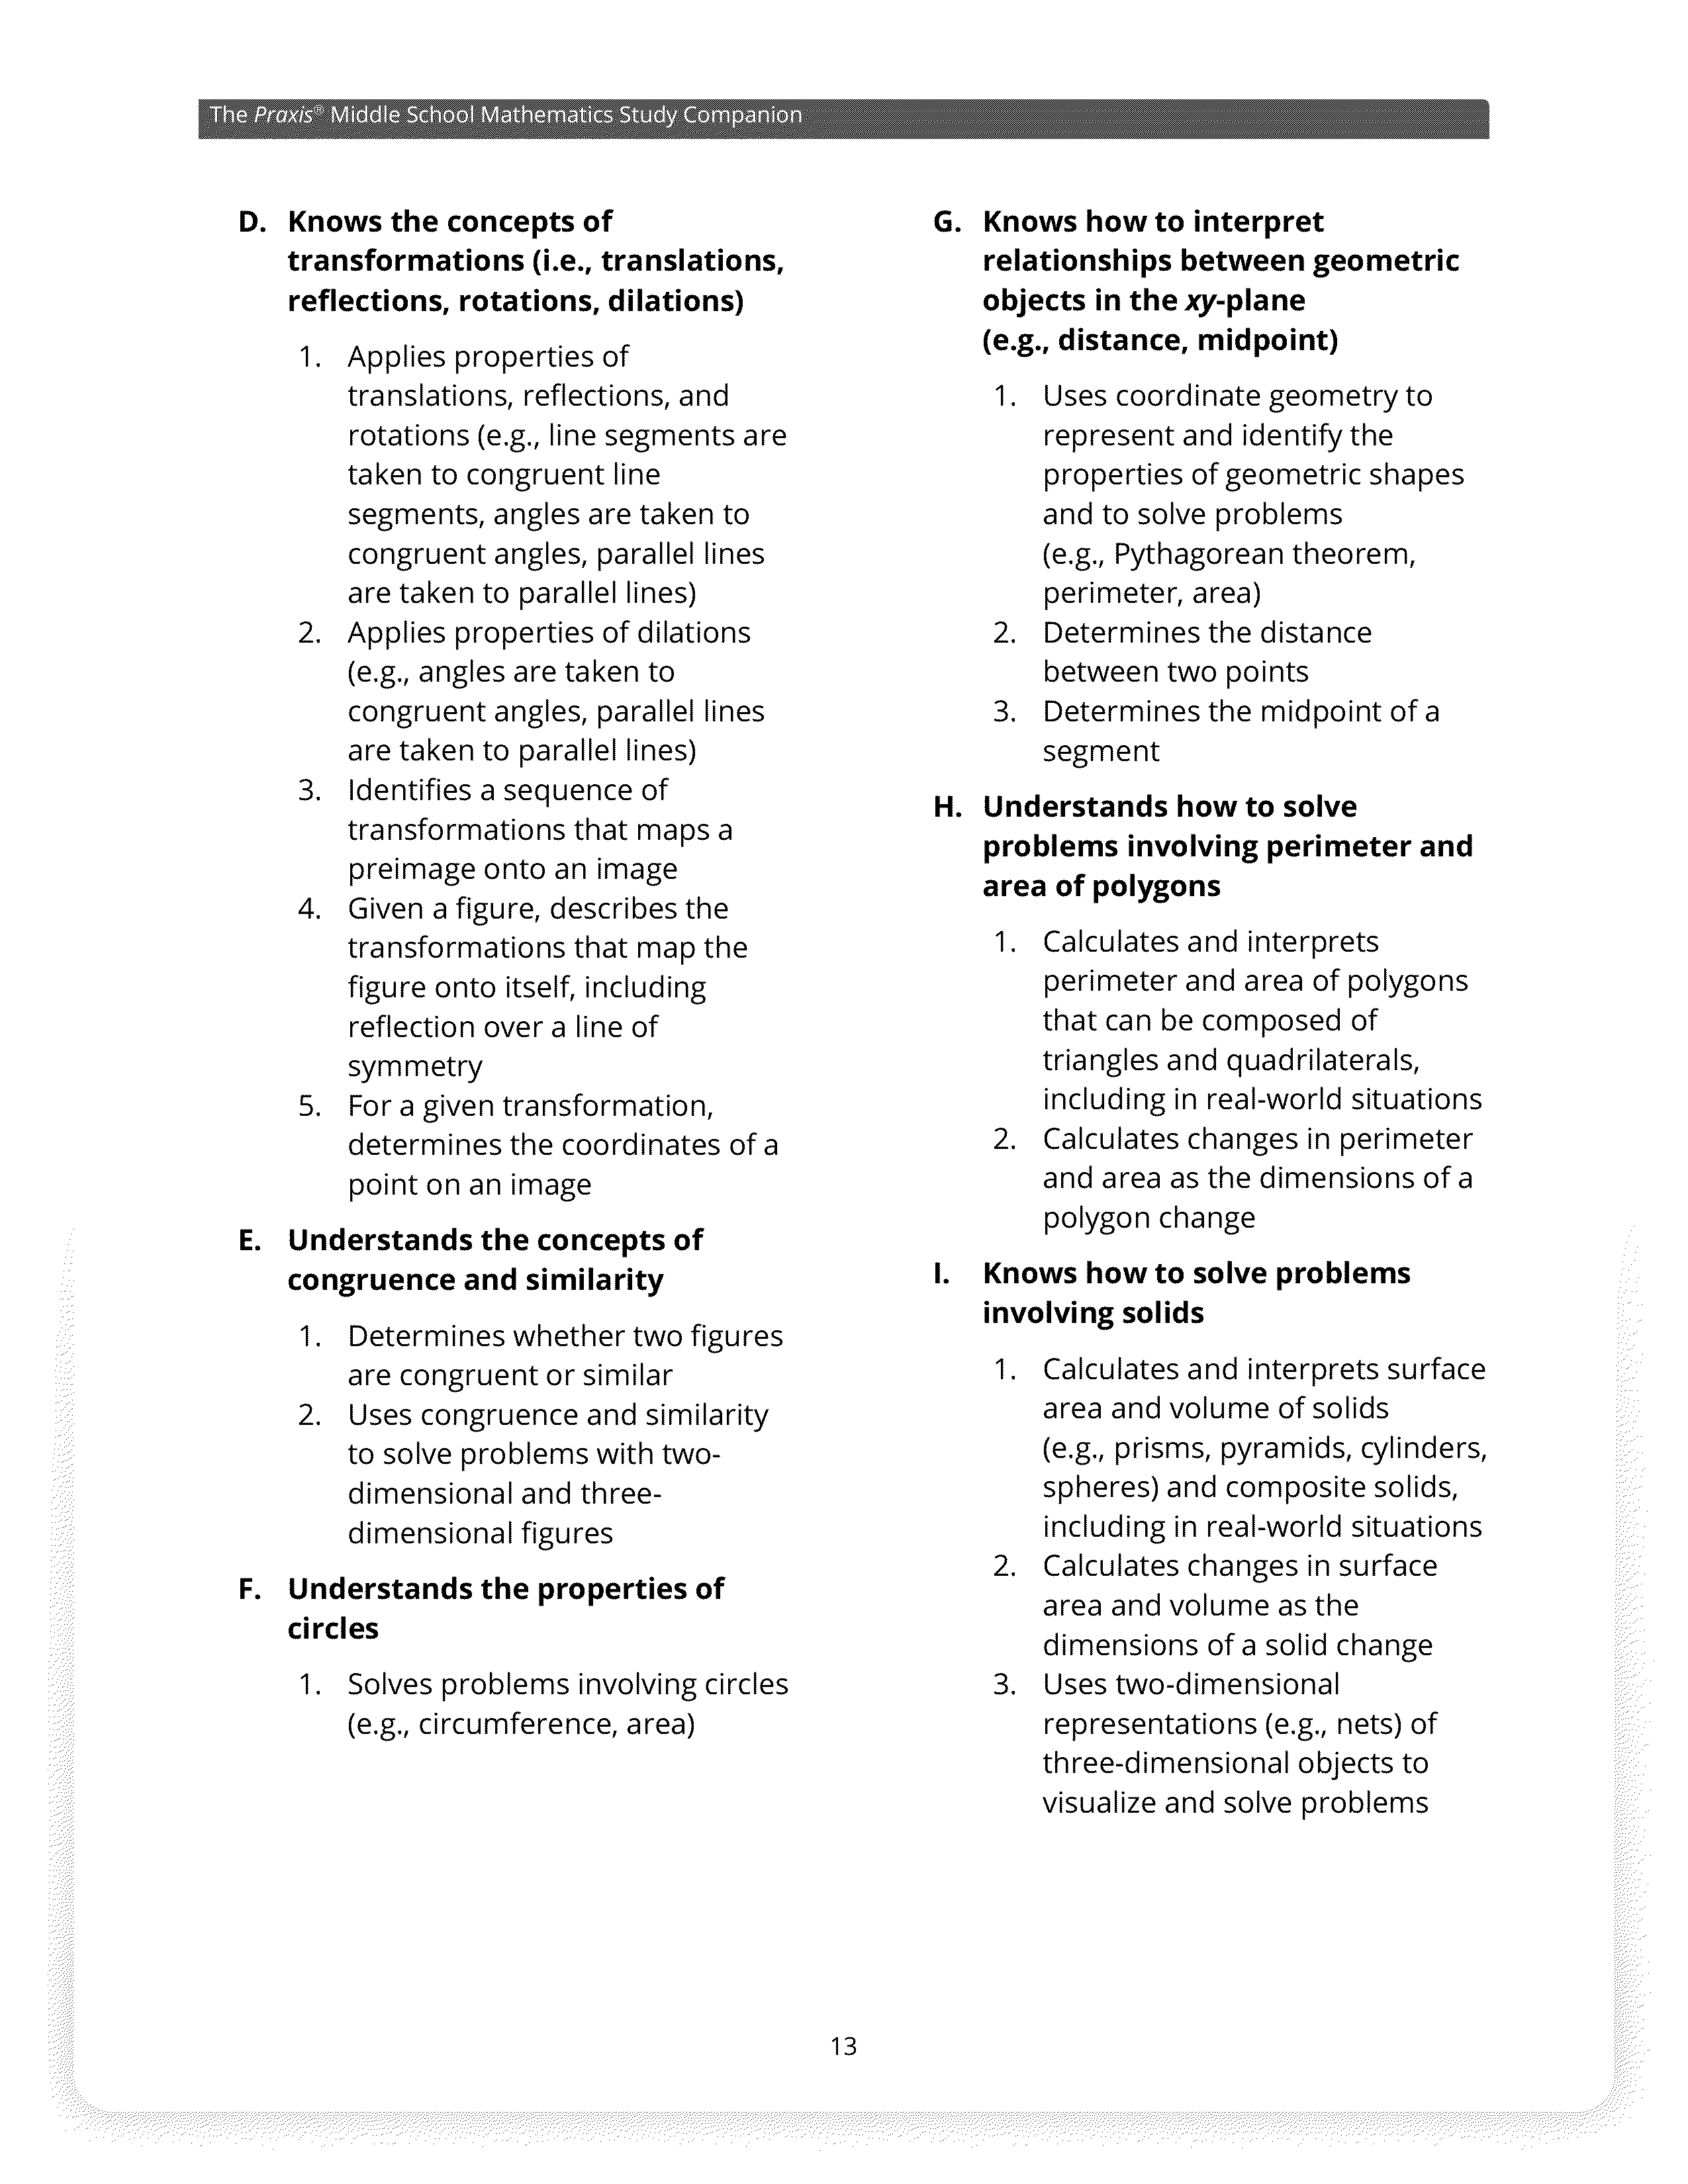 The Praxis® Middle School Mathematics Study Companion
D. Knows the concepts of
transformations (i.e., translations,
reflections, rotations, dilations)
1. Applies properties of
translations, reflections, and
rotations (e.g., line segments are
taken to congruent line
segments, angles are taken to
congruent angles, parallel lines
are taken to parallel lines)
2. Applies properties of dilations
(e.g., angles are taken to
congruent angles, parallel lines
are taken to parallel lines)
3. Identifies a sequence of
transformations that maps a
preimage onto an image
4. Given a figure, describes the
transformations that map the
figure onto itself, including
reflection over a line of
symmetry
5. For a given transformation,
determines the coordinates of a
point on an image
E. Understands the concepts of
congruence and similarity
1. Determines whether two figures
are congruent or similar
2. Uses congruence and similarity
to solve problems with two-
dimensional and three-
dimensional figures
F. Understands the properties of
circles
1. Solves problems involving circles
(e.g., circumference, area)
G. Knows how to interpret
relationships between geometric
objects in the xy-plane
(e.g., distance, midpoint)
1. Uses coordinate geometry to
represent and identify the
properties of geometric shapes
and to solve problems
(e.g., Pythagorean theorem,
perimeter, area)
2. Determines the distance
between two points
3. Determines the midpoint of a
segment
H. Understands how to solve
problems involving perimeter and
area of polygons
1. Calculates and interprets
perimeter and area of polygons
that can be composed of
triangles and quadrilaterals,
including in real-world situations
2. Calculates changes in perimeter
and area as the dimensions of a
polygon change
I. Knows how to solve problems
involving solids
1. Calculates and interprets surface
area and volume of solids
(e.g., prisms, pyramids, cylinders,
spheres) and composite solids,
including in real-world situations
2. Calculates changes in surface
area and volume as the
dimensions of a solid change
3. Uses two-dimensional
representations (e.g., nets) of
three-dimensional objects to
visualize and solve problems
13